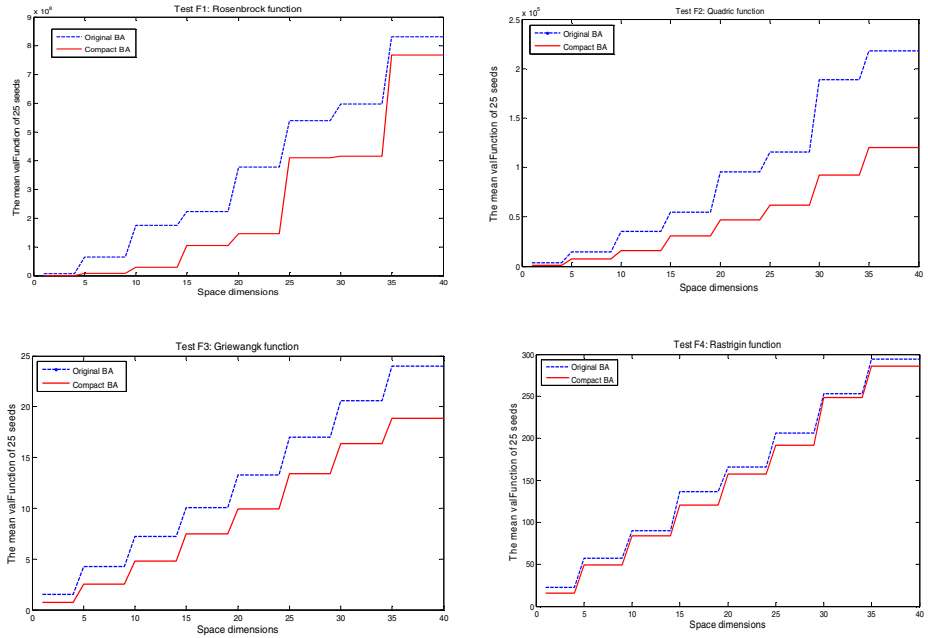 Test F1: Rosenbrock function
x 10⁸
Original BA
Compact BA
The mean valFunction of 25 seeds
9
8
7
6
5
4
3
2
1
0
0 5 10 15 20 25 30 35 40
Space dimensions
Test F2: Quadric function
x 10⁵
Original BA
Compact BA
The mean valFunction of 25 seeds
2.5
2
1.5
1
0.5
0
0 5 10 15 20 25 30 35 40
Space dimensions
Test F3: Griewangk function
Original BA
Compact BA
The mean valFunction of 25 seeds
25
20
15
10
5
0
0 5 10 15 20 25 30 35 40
Space dimensions
Test F4: Rastrigin function
Original BA
Compact BA
The mean valFunction of 25 seeds
300
250
200
150
100
50
0
0 5 10 15 20 25 30 35 40
Space dimensions